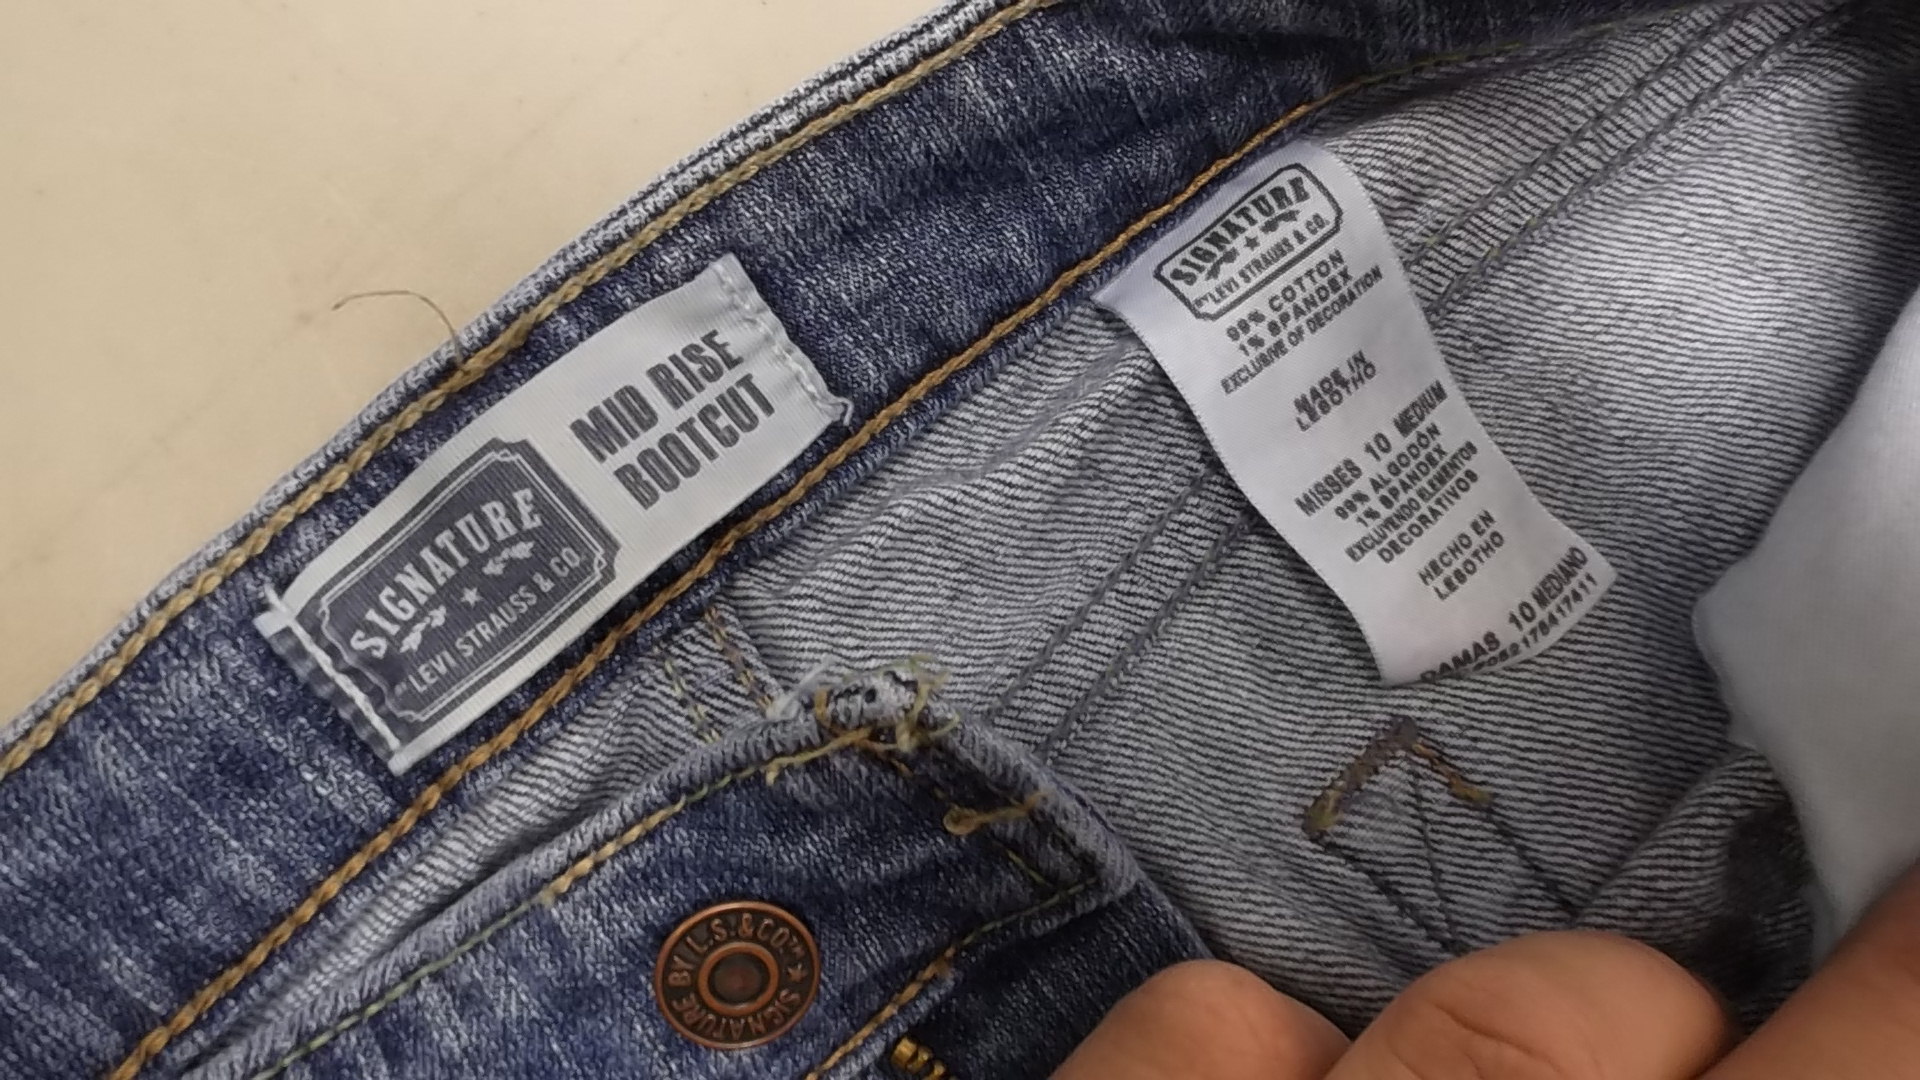 SIGNATURE
BY LEVI STRAUSS & CO.
MID RISE
BOOTCUT
SIGNATURE
BY LEVI STRAUSS & CO.
99% COTTON
1% SPANDEX
EXCLUSIVE OF DECORATION
MADE IN
LESOTHO
MISSES 10 MEDIUM
99% ALGODÓN
1% SPANDEX
EXCLUYENDO ELEMENTOS
DECORATIVOS
HECHO EN
LESOTHO
DAMAS 10 MEDIANO
SIGNATURE BY L.S. & CO